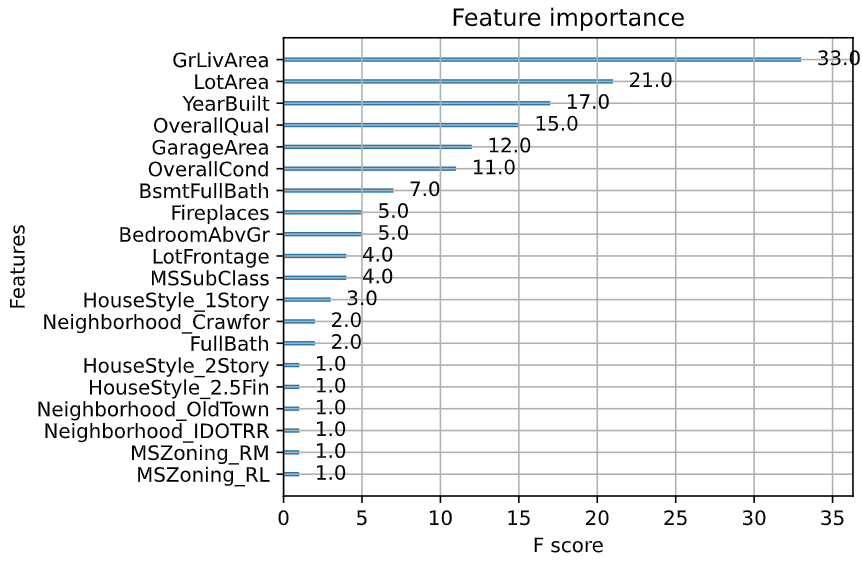 Feature importance
GrLivArea 33.0
LotArea 21.0
YearBuilt 17.0
OverallQual 15.0
GarageArea 12.0
OverallCond 11.0
BsmtFullBath 7.0
Fireplaces 5.0
BedroomAbvGr 5.0
LotFrontage 4.0
MSSubClass 4.0
HouseStyle_1Story 3.0
Neighborhood_Crawfor 2.0
FullBath 2.0
HouseStyle_2Story 1.0
HouseStyle_2.5Fin 1.0
Neighborhood_OldTown 1.0
Neighborhood_IDOTRR 1.0
MSZoning_RM 1.0
MSZoning_RL 1.0
Features
0 5 10 15 20 25 30 35
F score